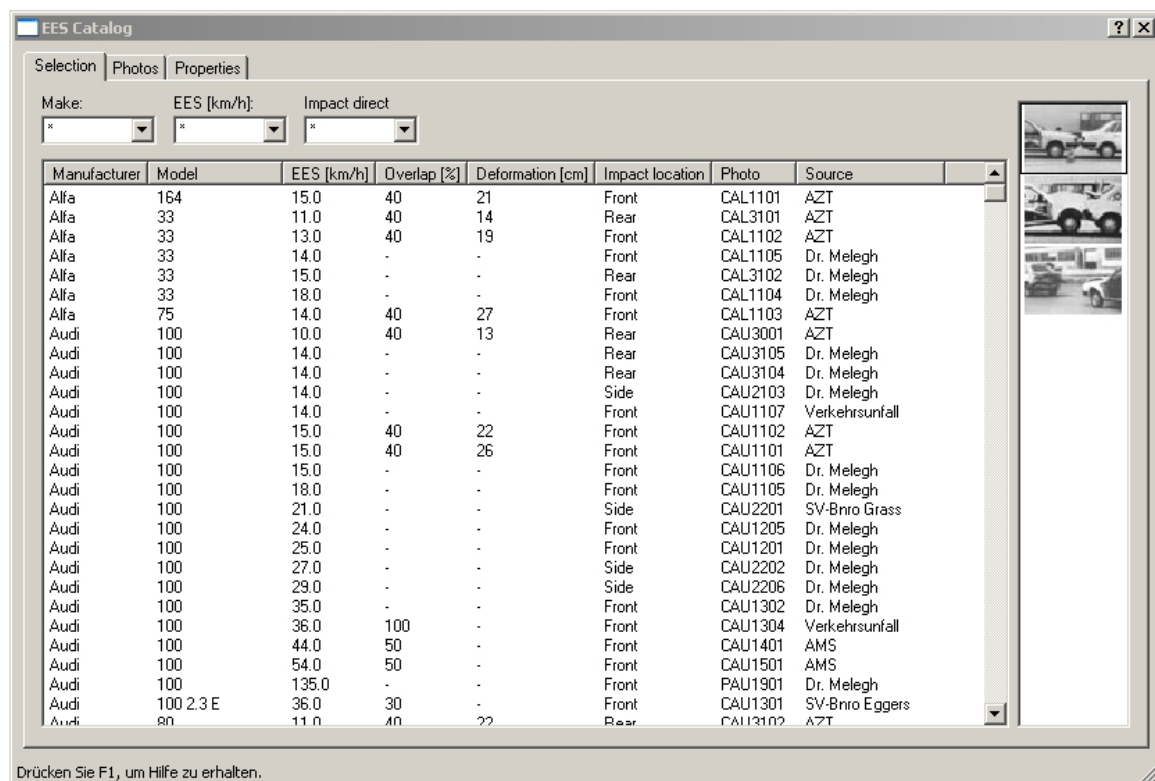 EES Catalog
Selection Photos Properties
Make: EES [km/h]: Impact direct
* * *
Manufacturer Model EES [km/h] Overlap [%] Deformation [cm] Impact location Photo Source
Alfa 164 15.0 40 21 Front CAL1101 AZT
Alfa 33 11.0 40 14 Rear CAL3101 AZT
Alfa 33 13.0 40 19 Front CAL1102 AZT
Alfa 33 14.0 - - Front CAL1105 Dr. Melegh
Alfa 33 15.0 - - Rear CAL3102 Dr. Melegh
Alfa 33 18.0 - - Front CAL1104 Dr. Melegh
Alfa 75 14.0 40 27 Front CAL1103 AZT
Audi 100 10.0 40 13 Rear CAU3001 AZT
Audi 100 14.0 - - Rear CAU3105 Dr. Melegh
Audi 100 14.0 - - Rear CAU3104 Dr. Melegh
Audi 100 14.0 - - Side CAU2103 Dr. Melegh
Audi 100 14.0 - - Front CAU1107 Verkehrsunfall
Audi 100 15.0 40 22 Front CAU1102 AZT
Audi 100 15.0 40 26 Front CAU1101 AZT
Audi 100 15.0 - - Front CAU1106 Dr. Melegh
Audi 100 18.0 - - Front CAU1105 Dr. Melegh
Audi 100 21.0 - - Side CAU2201 SV-Bnro Grass
Audi 100 24.0 - - Front CAU1205 Dr. Melegh
Audi 100 25.0 - - Front CAU1201 Dr. Melegh
Audi 100 27.0 - - Side CAU2202 Dr. Melegh
Audi 100 29.0 - - Side CAU2206 Dr. Melegh
Audi 100 35.0 - - Front CAU1302 Dr. Melegh
Audi 100 36.0 100 - Front CAU1304 Verkehrsunfall
Audi 100 44.0 50 - Front CAU1401 AMS
Audi 100 54.0 50 - Front CAU1501 AMS
Audi 100 135.0 - - Front PAU1901 Dr. Melegh
Audi 100 2.3 E 36.0 30 - Front CAU1301 SV-Bnro Eggers
Audi 80 11.0 40 22 Rear CAU3102 AZT
Drücken Sie F1, um Hilfe zu erhalten.